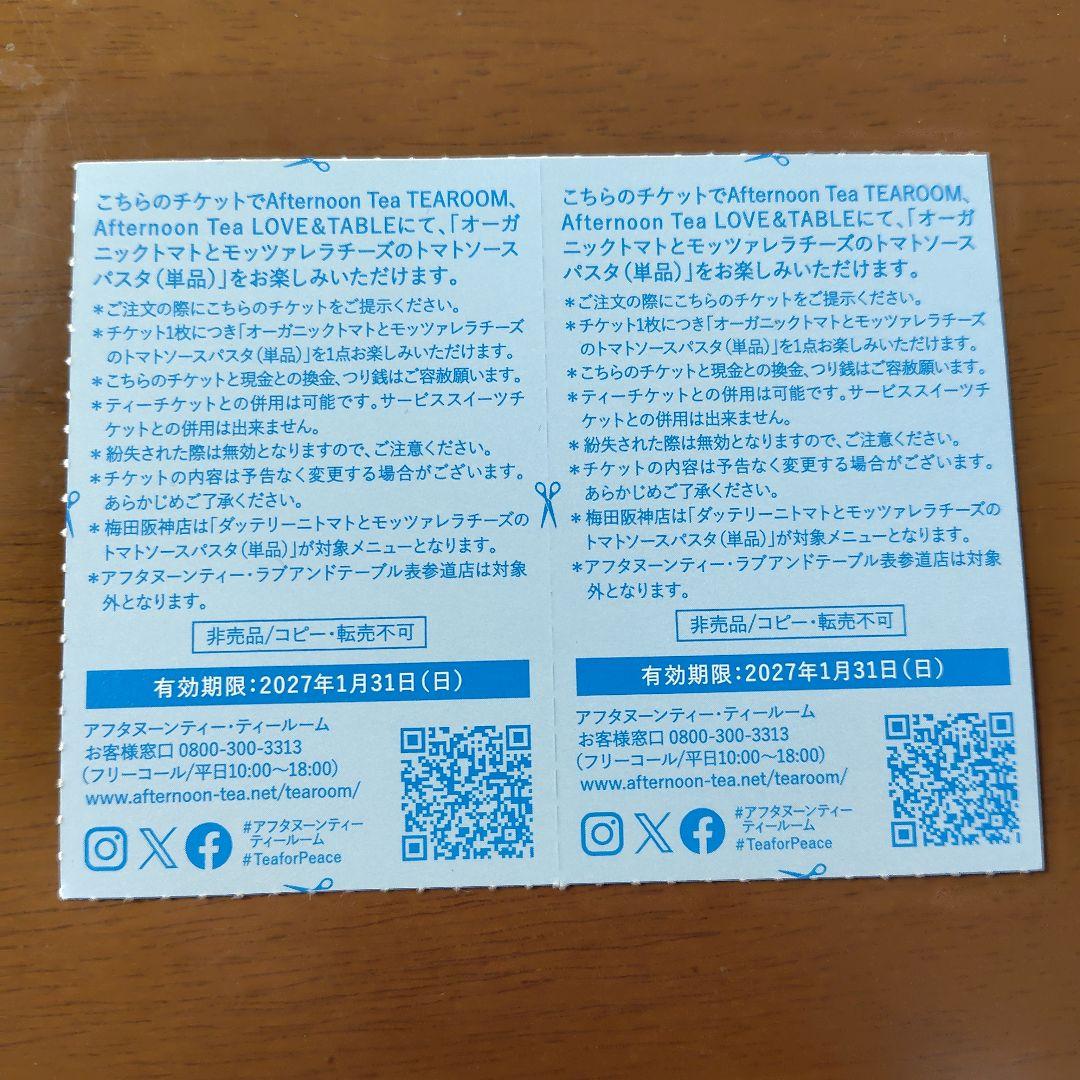 こちらのチケットでAfternoon Tea TEAROOM、
Afternoon Tea LOVE&TABLEにて、「オーガ
ニックトマトとモッツァレラチーズのトマトソース
パスタ（単品）」をお楽しみいただけます。
＊ご注文の際にこちらのチケットをご提示ください。
＊チケット1枚につき「オーガニックトマトとモッツァレラチーズ
のトマトソースパスタ（単品）」を1点お楽しみいただけます。
＊こちらのチケットと現金との換金、つり銭はご容赦願います。
＊ティーチケットとの併用は可能です。サービススイーツチ
ケットとの併用は出来ません。
＊紛失された際は無効となりますので、ご注意ください。
＊チケットの内容は予告なく変更する場合がございます。
あらかじめご了承ください。
＊梅田阪神店は「ダッテリーニトマトとモッツァレラチーズの
トマトソースパスタ（単品）」が対象メニューとなります。
＊アフタヌーンティー・ラブアンドテーブル表参道店は対象
外となります。
非売品/コピー・転売不可
有効期限：2027年1月31日（日）
アフタヌーンティー・ティールーム
お客様窓口 0800-300-3313
（フリーコール/平日10:00〜18:00）
www.afternoon-tea.net/tearoom/
#アフタヌーンティー
ティールーム
#TeaforPeace
こちらのチケットでAfternoon Tea TEAROOM、
Afternoon Tea LOVE&TABLEにて、「オーガ
ニックトマトとモッツァレラチーズのトマトソース
パスタ（単品）」をお楽しみいただけます。
＊ご注文の際にこちらのチケットをご提示ください。
＊チケット1枚につき「オーガニックトマトとモッツァレラチーズ
のトマトソースパスタ（単品）」を1点お楽しみいただけます。
＊こちらのチケットと現金との換金、つり銭はご容赦願います。
＊ティーチケットとの併用は可能です。サービススイーツチ
ケットとの併用は出来ません。
＊紛失された際は無効となりますので、ご注意ください。
＊チケットの内容は予告なく変更する場合がございます。
あらかじめご了承ください。
＊梅田阪神店は「ダッテリーニトマトとモッツァレラチーズの
トマトソースパスタ（単品）」が対象メニューとなります。
＊アフタヌーンティー・ラブアンドテーブル表参道店は対象
外となります。
非売品/コピー・転売不可
有効期限：2027年1月31日（日）
アフタヌーンティー・ティールーム
お客様窓口 0800-300-3313
（フリーコール/平日10:00〜18:00）
www.afternoon-tea.net/tearoom/
#アフタヌーンティー
ティールーム
#TeaforPeace